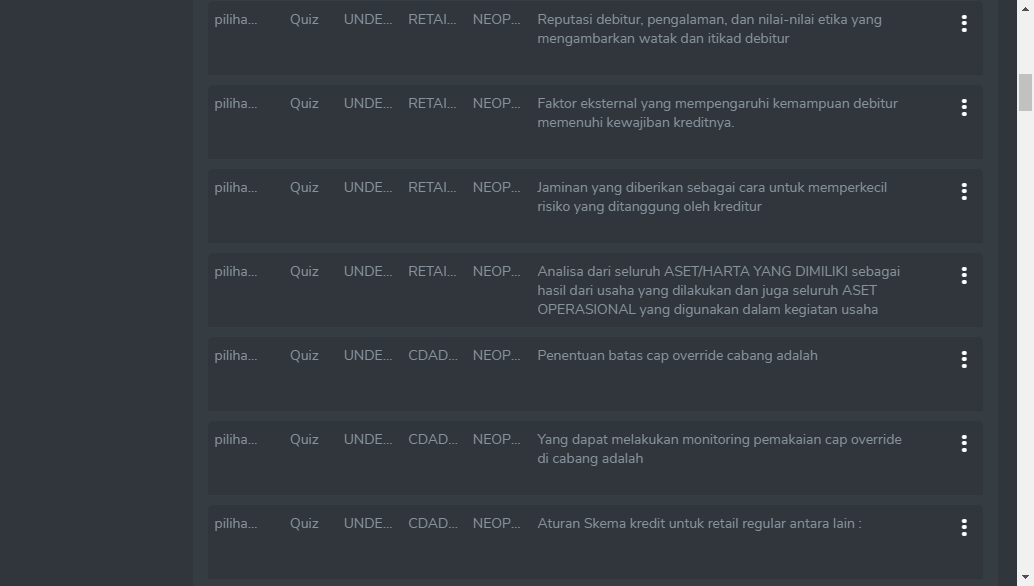 piliha... Quiz UNDE... RETAI... NEOP... Reputasi debitur, pengalaman, dan nilai-nilai etika yang
mengambarkan watak dan itikad debitur
piliha... Quiz UNDE... RETAI... NEOP... Faktor eksternal yang mempengaruhi kemampuan debitur
memenuhi kewajiban kreditnya.
piliha... Quiz UNDE... RETAI... NEOP... Jaminan yang diberikan sebagai cara untuk memperkecil
risiko yang ditanggung oleh kreditur
piliha... Quiz UNDE... RETAI... NEOP... Analisa dari seluruh ASET/HARTA YANG DIMILIKI sebagai
hasil dari usaha yang dilakukan dan juga seluruh ASET
OPERASIONAL yang digunakan dalam kegiatan usaha
piliha... Quiz UNDE... CDAD... NEOP... Penentuan batas cap override cabang adalah
piliha... Quiz UNDE... CDAD... NEOP... Yang dapat melakukan monitoring pemakaian cap override
di cabang adalah
piliha... Quiz UNDE... CDAD... NEOP... Aturan Skema kredit untuk retail regular antara lain :